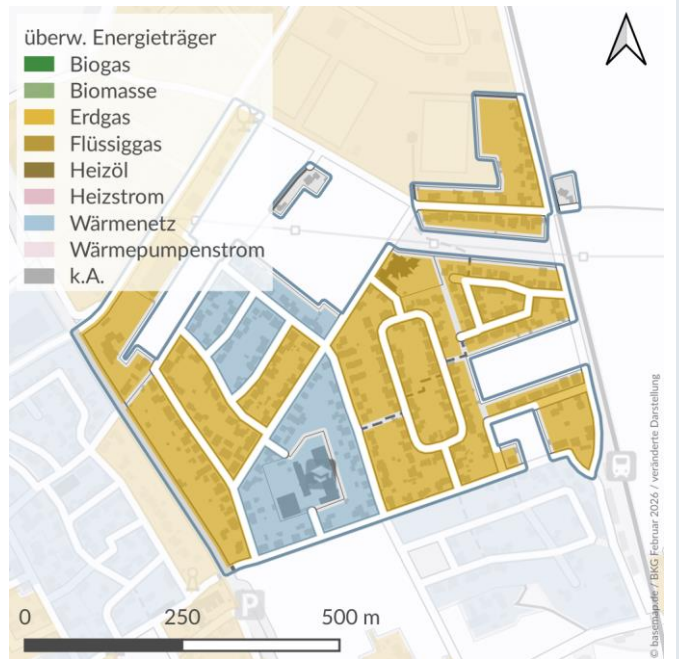 überw. Energieträger
Biogas
Biomasse
Erdgas
Flüssiggas
Heizöl
Heizstrom
Wärmenetz
Wärmepumpenstrom
k.A.
P
0 250 500 m
© basemap.de / BKG Februar 2026 / veränderte Darstellung